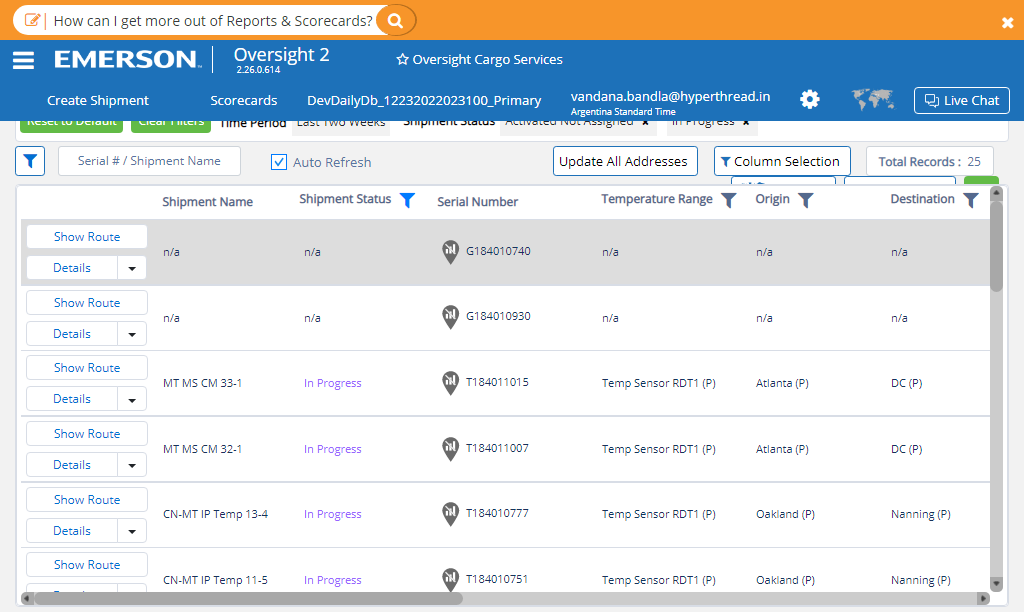 How can I get more out of Reports & Scorecards?
EMERSON™ Oversight 2
2.26.0.614
Oversight Cargo Services
Create Shipment Scorecards DevDailyDb_12232022023100_Primary vandana.bandla@hyperthread.in
Argentina Standard Time
Live Chat
Reset to Default Clear Filters Time Period Last Two Weeks Shipment Status Activated Not Assigned × In Progress ×
Serial # / Shipment Name Auto Refresh Update All Addresses Column Selection Total Records : 25
Shipment Name Shipment Status Serial Number Temperature Range Origin Destination
Show Route
n/a n/a G184010740 n/a n/a n/a
Details
Show Route
n/a n/a G184010930 n/a n/a n/a
Details
Show Route
MT MS CM 33-1 In Progress T184011015 Temp Sensor RDT1 (P) Atlanta (P) DC (P)
Details
Show Route
MT MS CM 32-1 In Progress T184011007 Temp Sensor RDT1 (P) Atlanta (P) DC (P)
Details
Show Route
CN-MT IP Temp 13-4 In Progress T184010777 Temp Sensor RDT1 (P) Oakland (P) Nanning (P)
Details
Show Route
CN-MT IP Temp 11-5 In Progress T184010751 Temp Sensor RDT1 (P) Oakland (P) Nanning (P)